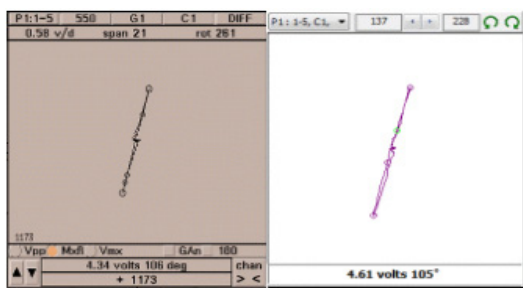 P1:1-5 550 G1 C1 DIFF
0.58 v/d span 21 rot 261
1173
Vpp Mxfl Vmx GAn 180
4.34 volts 106 deg chan
+ 1173 > <
P1: 1-5, C1, 137 + + 228
4.61 volts 105°